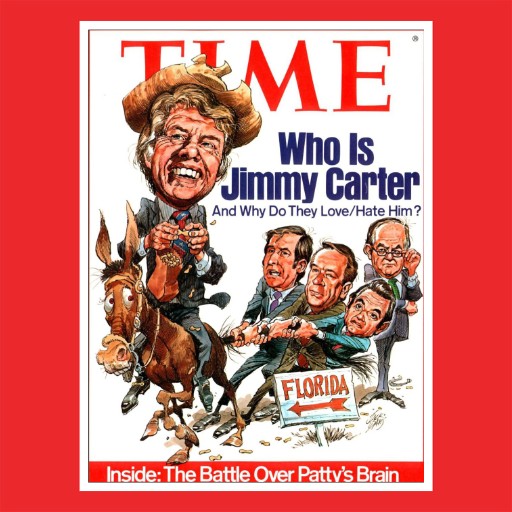 TIME
Who Is
Jimmy Carter
And Why Do They Love/Hate Him?
FLORIDA
Inside: The Battle Over Patty's Brain